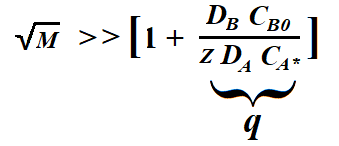 √M >> [1 + D_B C_B0 / z D_A C_A*]
q